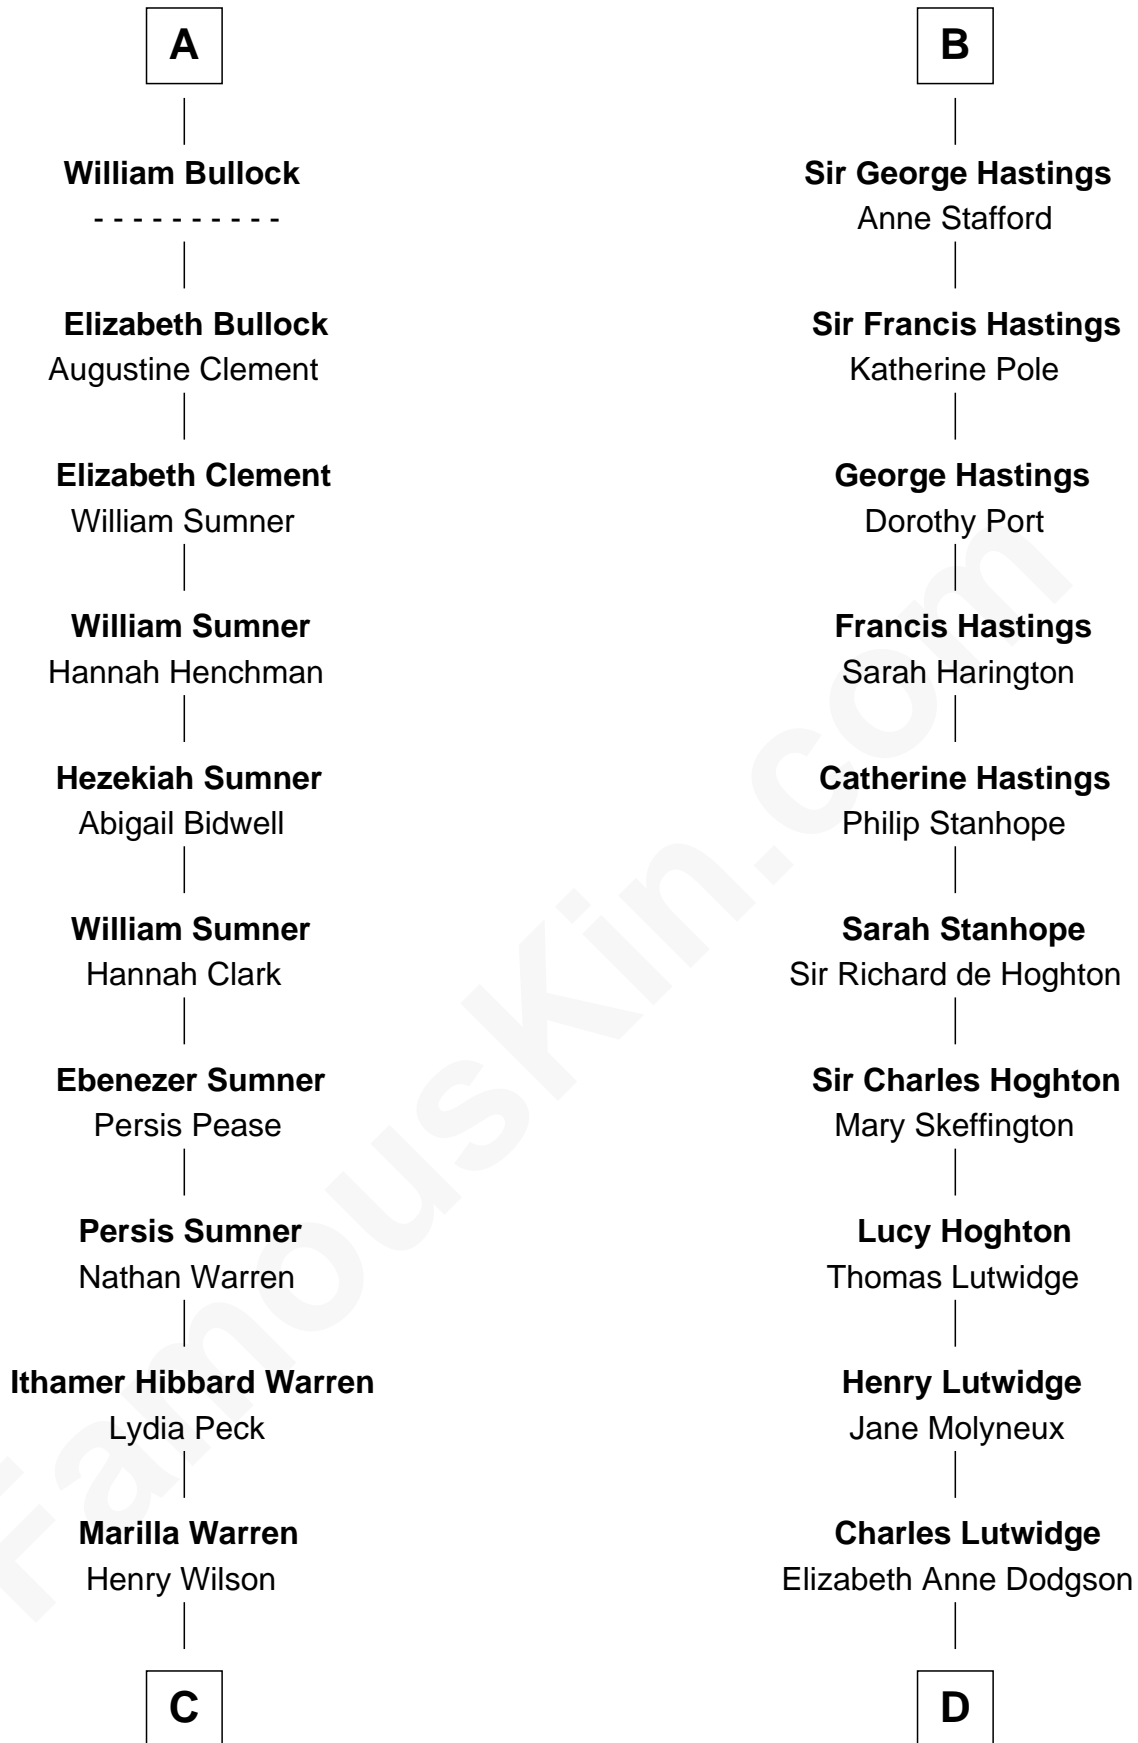 A
William Bullock
- - - - - - - - - -
Elizabeth Bullock
Augustine Clement
Elizabeth Clement
William Sumner
William Sumner
Hannah Henchman
Hezekiah Sumner
Abigail Bidwell
William Sumner
Hannah Clark
Ebenezer Sumner
Persis Pease
Persis Sumner
Nathan Warren
Ithamer Hibbard Warren
Lydia Peck
Marilla Warren
Henry Wilson
C
B
Sir George Hastings
Anne Stafford
Sir Francis Hastings
Katherine Pole
George Hastings
Dorothy Port
Francis Hastings
Sarah Harington
Catherine Hastings
Philip Stanhope
Sarah Stanhope
Sir Richard de Hoghton
Sir Charles Hoghton
Mary Skeffington
Lucy Hoghton
Thomas Lutwidge
Henry Lutwidge
Jane Molyneux
Charles Lutwidge
Elizabeth Anne Dodgson
D
FamousKin.com